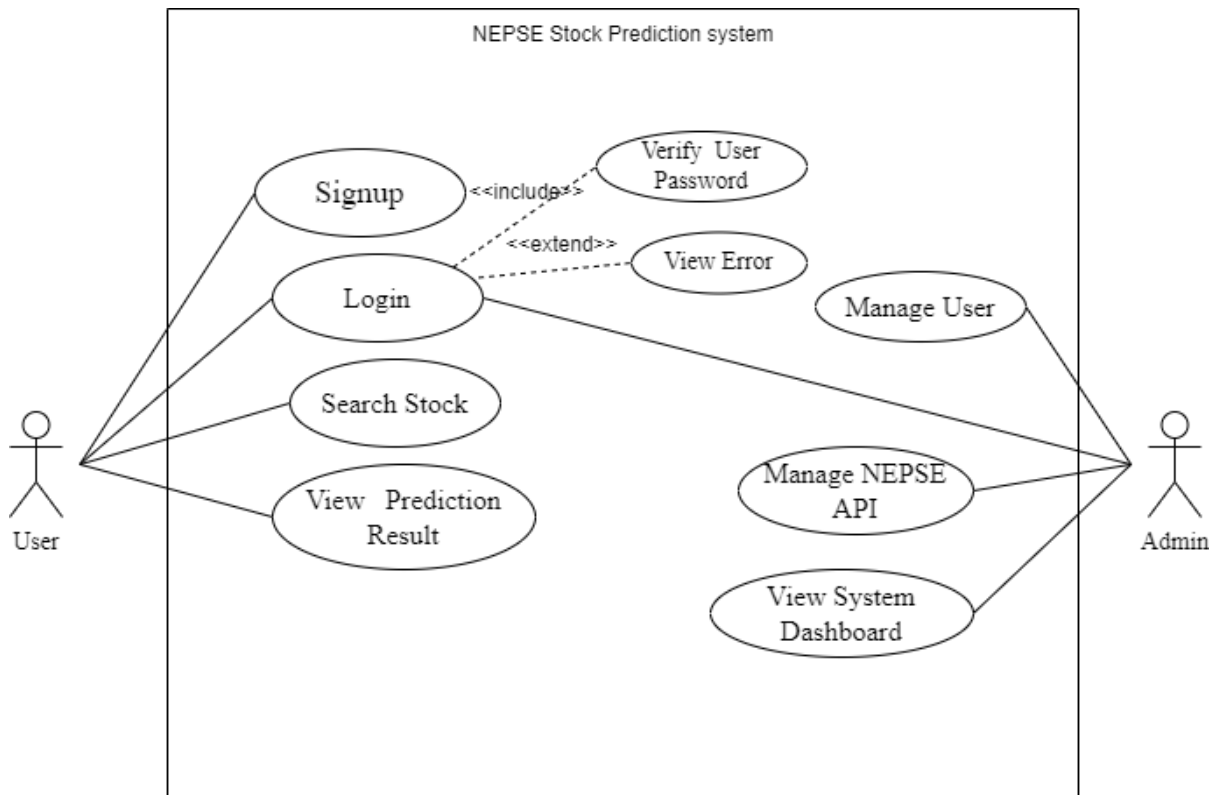 NEPSE Stock Prediction system
Verify User
Password
Signup
<<include>>
<<extend>>
View Error
Login
Manage User
Search Stock
Manage NEPSE
API
View Prediction
Result
User
Admin
View System
Dashboard